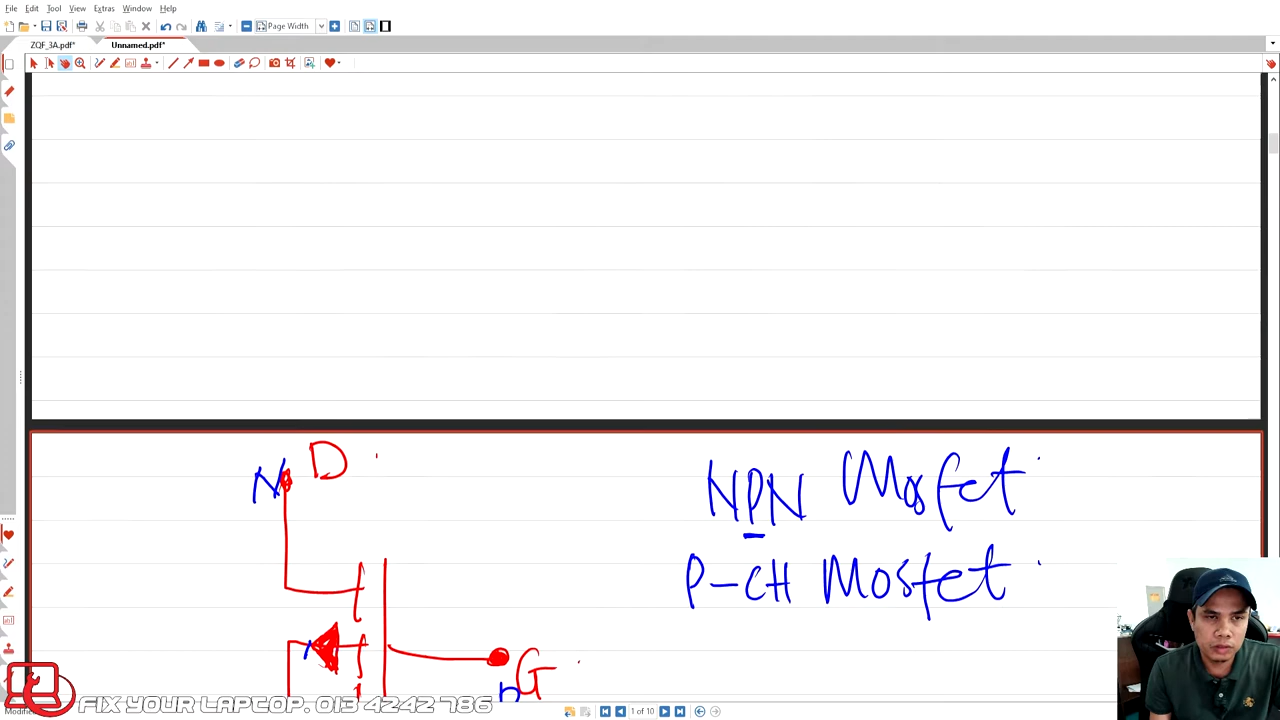 File Edit Tool View Extras Window Help
Page Width
ZQF_3A.pdf* Unnamed.pdf*
N D
NPN Mosfet
P-CH Mosfet
G
FIX YOUR LAPTOP. 013 4242 786
1 of 10